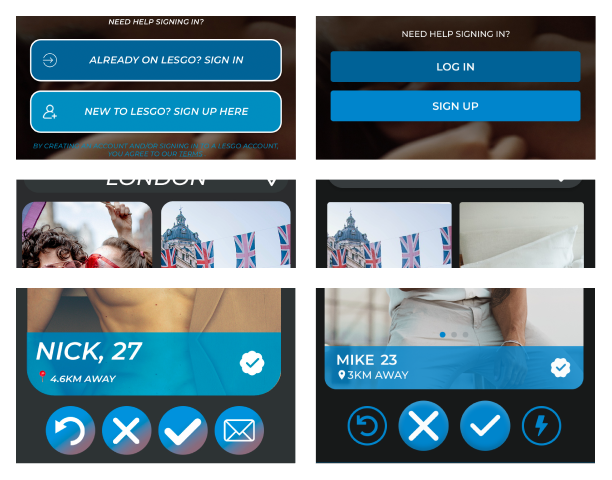 NEED HELP SIGNING IN?
ALREADY ON LESGO? SIGN IN
NEW TO LESGO? SIGN UP HERE
BY CREATING AN ACCOUNT AND/OR SIGNING IN TO A LESGO ACCOUNT,
YOU AGREE TO OUR TERMS
NEED HELP SIGNING IN?
LOG IN
SIGN UP
LONDON
NICK, 27
4.6KM AWAY
MIKE 23
3KM AWAY